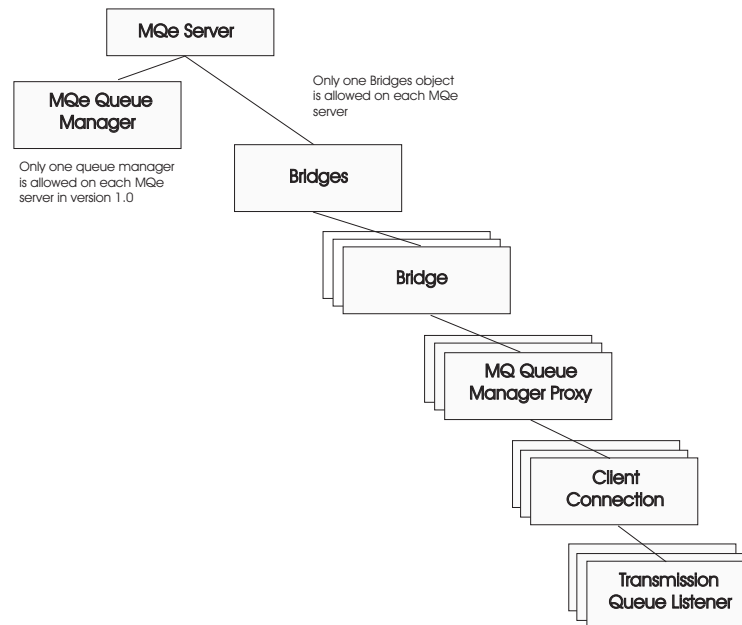 MQe Server
Only one Bridges object
is allowed on each MQe
server
MQe Queue
Manager
Only one queue manager
is allowed on each MQe
server in version 1.0
Bridges
Bridge
MQ Queue
Manager Proxy
Client
Connection
Transmission
Queue Listener